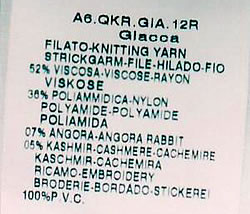 A6.QKR.GIA.12R
Giacca
FILATO-KNITTING YARN
STRICKGARM-FILE-HILADO-FIO
52% VISCOSA-VISCOSE-RAYON
VISKOSE
36% POLIAMMIDICA-NYLON
POLYAMIDE-POLYAMIDE
POLIAMIDA
07% ANGORA-ANGORA RABBIT
05% KASHMIR-CASHMERE-CACHEMIRE
KASCHMIR-CACHEMIRA
RICAMO-EMBROIDERY
BRODERIE-BORDADO-STICKEREI
100%P.V.C.